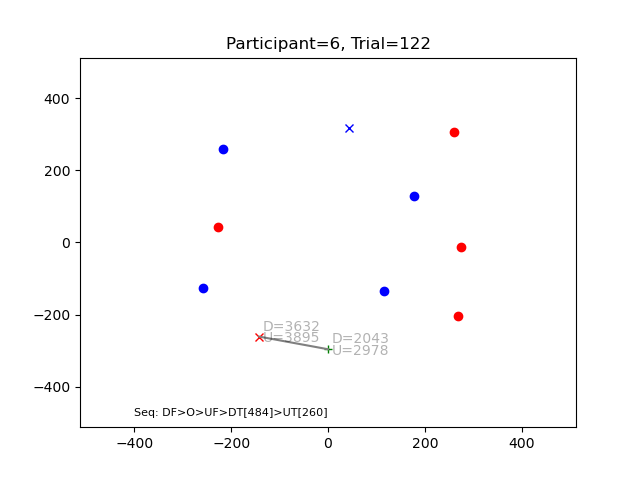 Participant=6, Trial=122
400
200
0
−200
−400
D=3632
U=3895
D=2043
U=2978
Seq: DF>O>UF>DT[484]>UT[260]
−400
−200
0
200
400